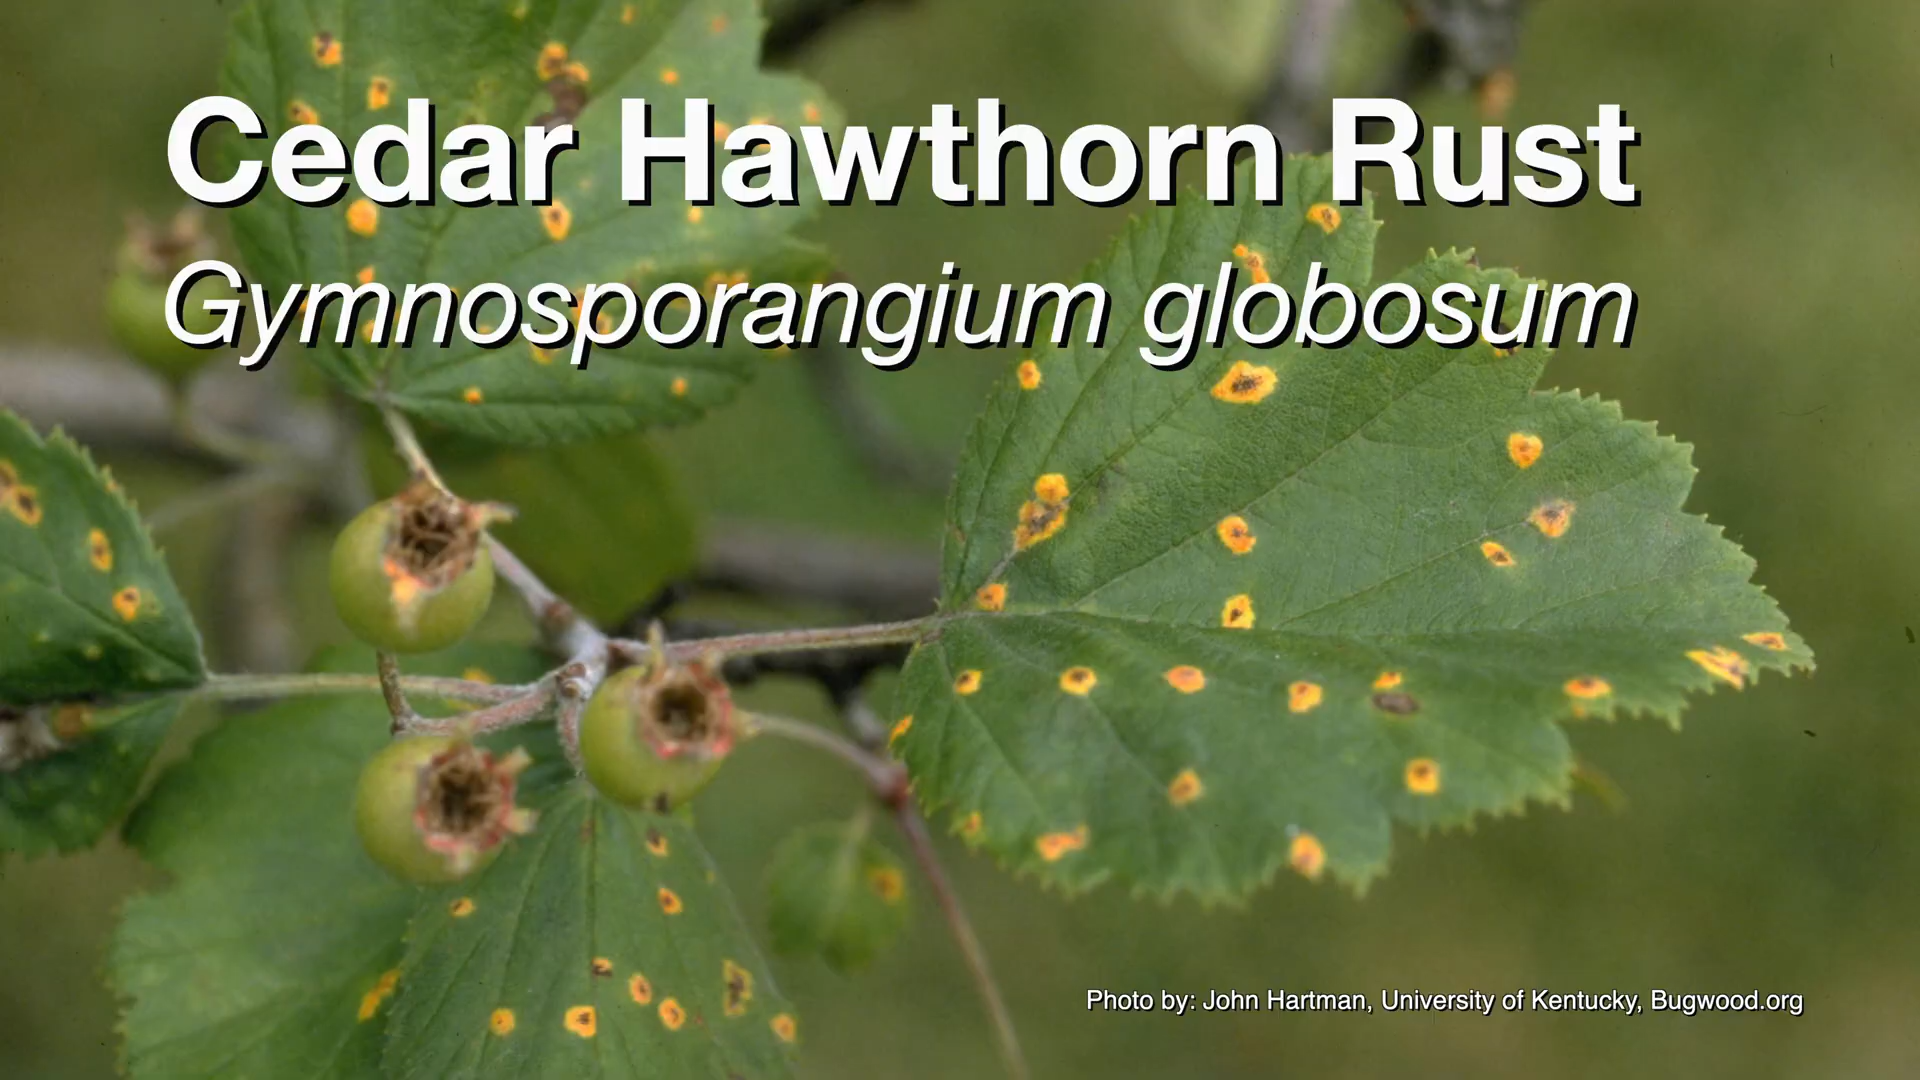 Cedar Hawthorn Rust
Gymnosporangium globosum
Photo by: John Hartman, University of Kentucky, Bugwood.org